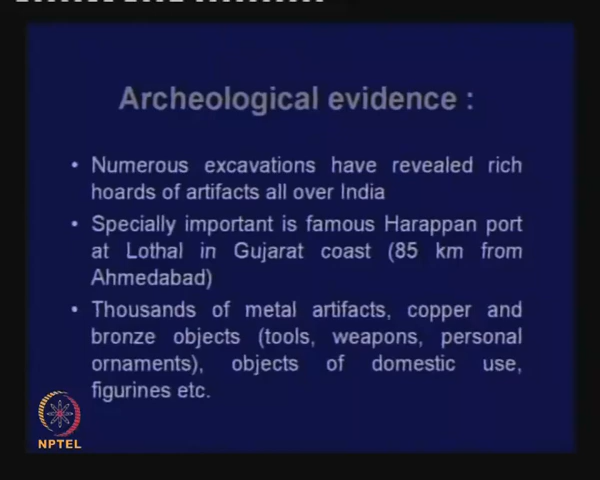 Archeological evidence :
• Numerous excavations have revealed rich
hoards of artifacts all over India
• Specially important is famous Harappan port
at Lothal in Gujarat coast (85 km from
Ahmedabad)
• Thousands of metal artifacts, copper and
bronze objects (tools, weapons, personal
ornaments), objects of domestic use,
figurines etc.
NPTEL